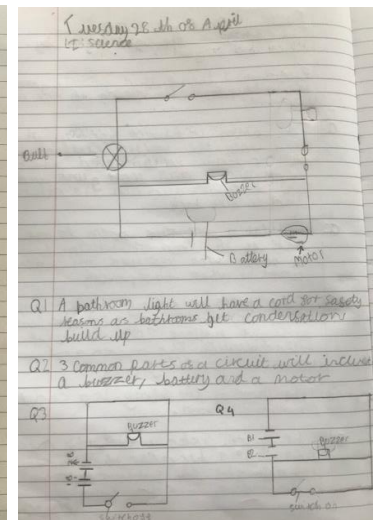 Tuesday 28th of April
LI: science
Bulb
Buzzer
Battery
Motor
Q1 A bathroom light will have a cord for safety
reasons as bathrooms get condensation
build up
Q2 3 common parts of a circuit will include
a buzzer, battery and a motor
Q3
Buzzer
Q4
Buzzer
switch on